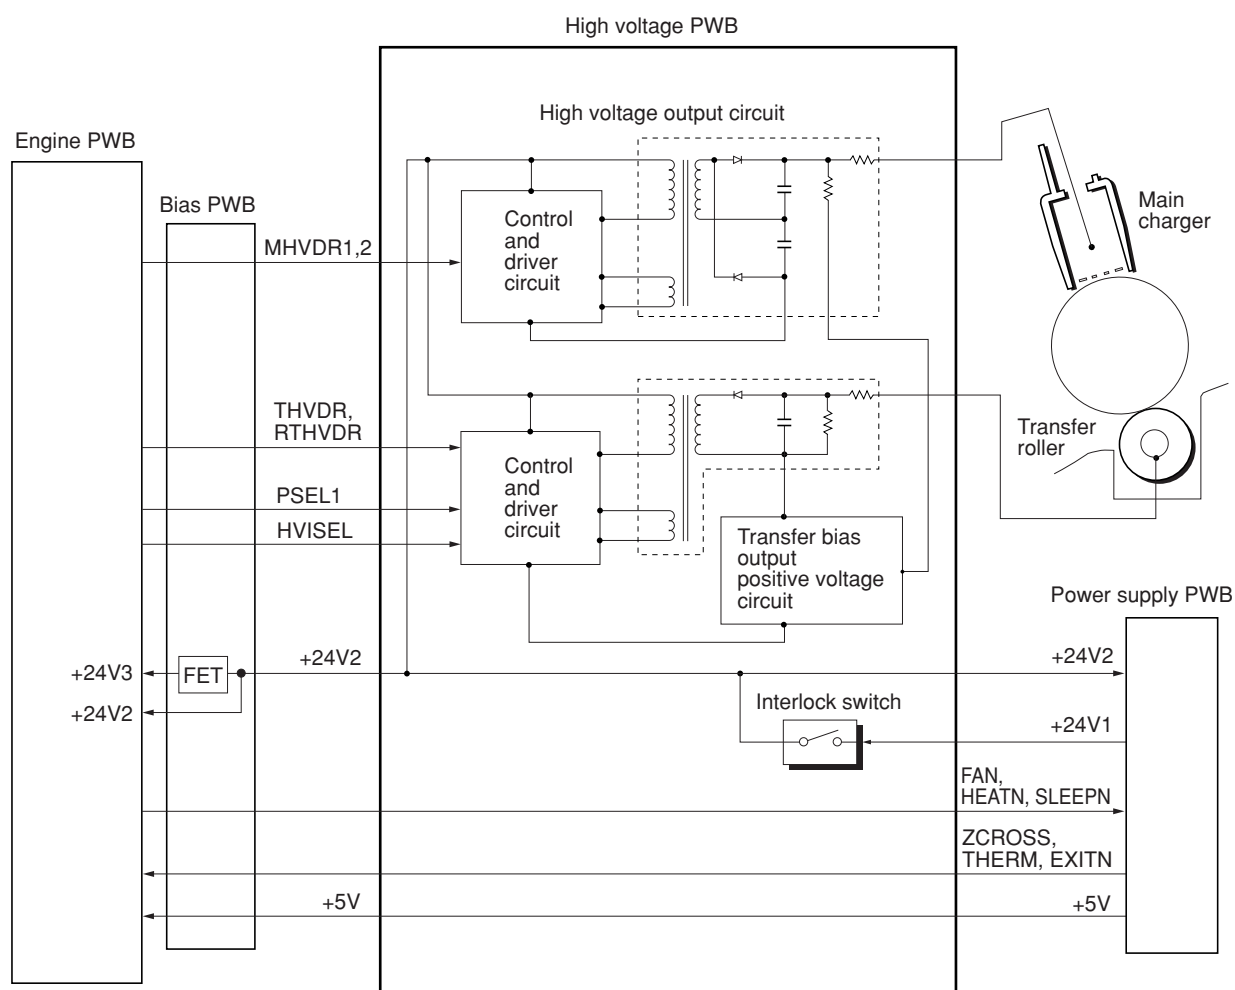 High voltage PWB
High voltage output circuit
Engine PWB
Bias PWB
Control
and
driver
circuit
Main
charger
MHVDR1,2
THVDR,
RTHVDR
Control
and
driver
circuit
Transfer
roller
PSEL1
HVISEL
Transfer bias
output
positive voltage
circuit
Power supply PWB
+24V3
FET
+24V2
+24V2
+24V2
Interlock switch
+24V1
FAN,
HEATN, SLEEPN
ZCROSS,
THERM, EXITN
+5V
+5V